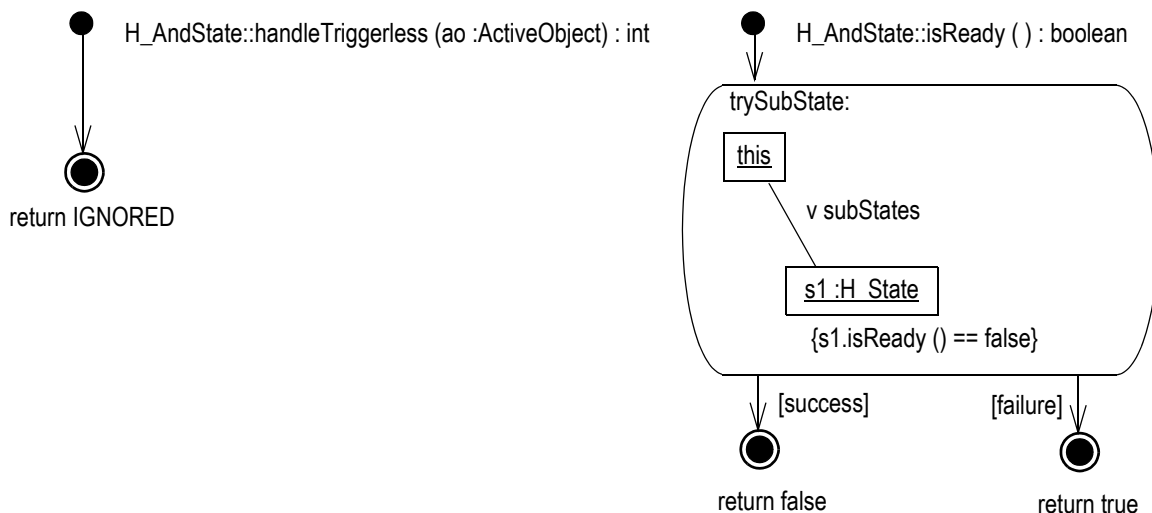 H_AndState::handleTriggerless (ao :ActiveObject) : int
return IGNORED
H_AndState::isReady ( ) : boolean
trySubState:
this
v subStates
s1 :H_State
{s1.isReady () == false}
[success]
[failure]
return false
return true